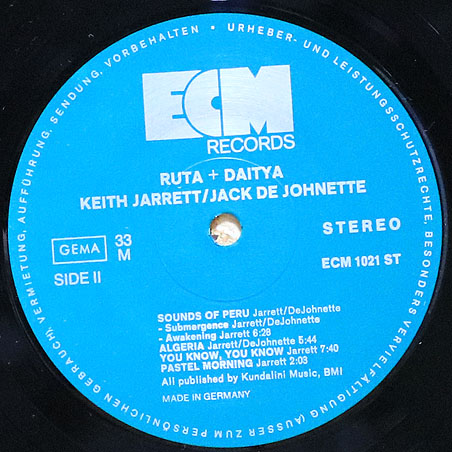 ECM
RECORDS
RUTA + DAITYA
KEITH JARRETT/JACK DE JOHNETTE
STEREO
GEMA
33
M
SIDE II
ECM 1021 ST
SOUNDS OF PERU Jarrett/DeJohnette
- Submergence Jarrett/DeJohnette
- Awakening Jarrett 6:28
ALGERIA Jarrett/DeJohnette 5:44
YOU KNOW, YOU KNOW Jarrett 7:40
PASTEL MORNING Jarrett 2:03
All published by Kundalini Music, BMI
MADE IN GERMANY
URHEBER- UND LEISTUNGSSCHUTZRECHTE, BESONDERS VERVIELFÄLTIGUNG (AUSSER ZUM PERSÖNLICHEN GEBRAUCH), VERMIETUNG, AUFFÜHRUNG, SENDUNG, VORBEHALTEN •